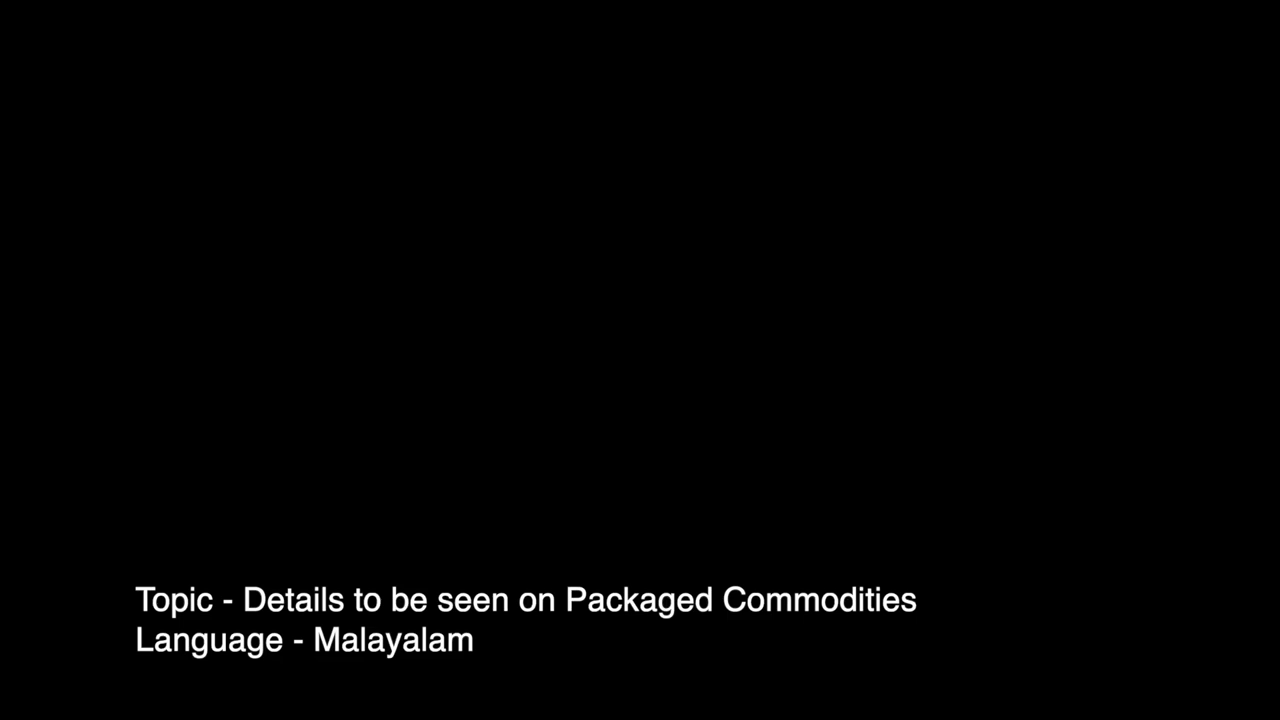 Topic - Details to be seen on Packaged Commodities
Language - Malayalam